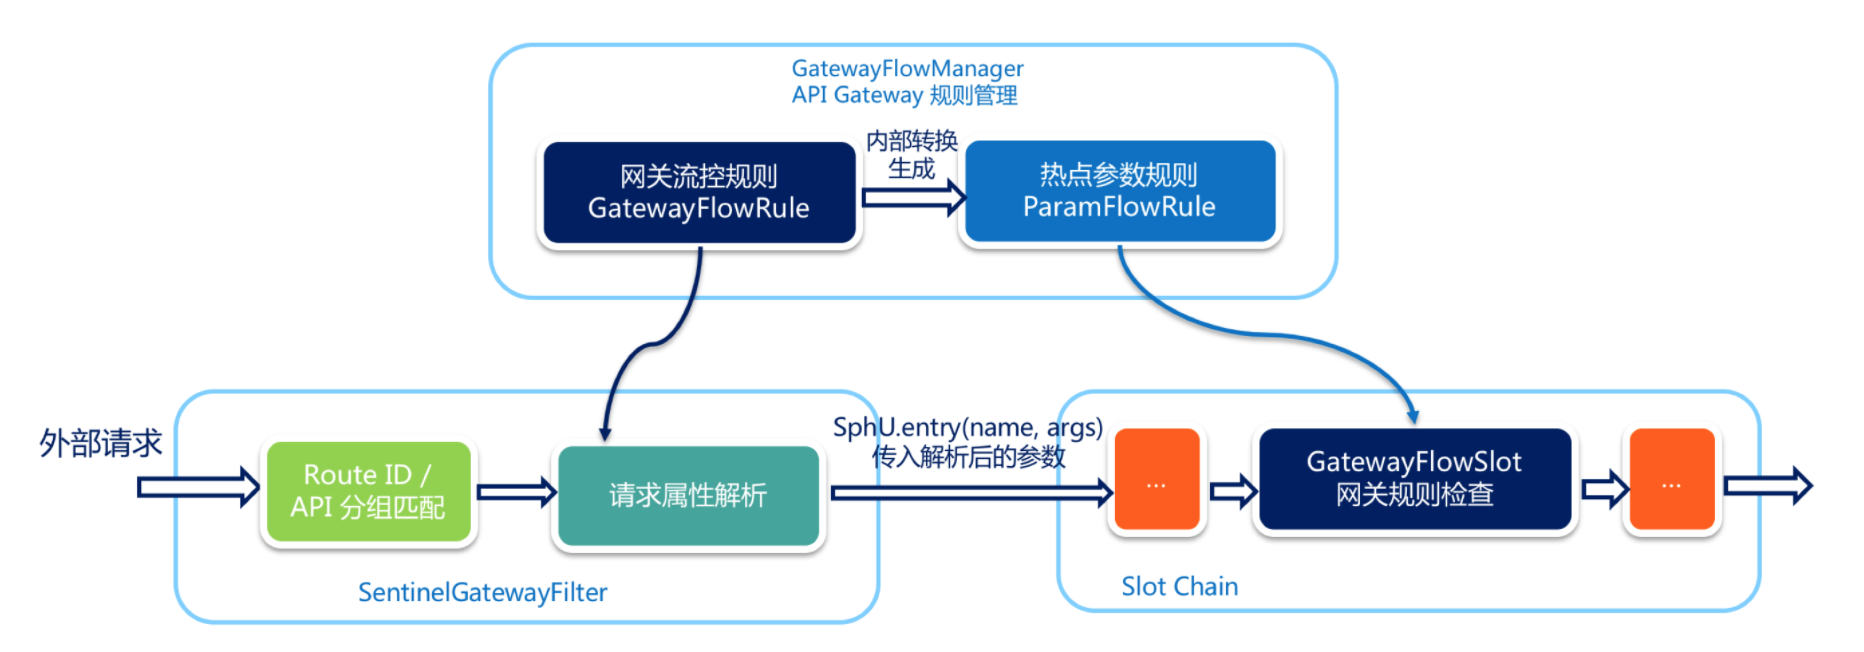 GatewayFlowManager
API Gateway 规则管理
网关流控规则
GatewayFlowRule
内部转换
生成
热点参数规则
ParamFlowRule
外部请求
Route ID /
API 分组匹配
请求属性解析
SentinelGatewayFilter
SphU.entry(name, args)
传入解析后的参数
...
GatewayFlowSlot
网关规则检查
...
Slot Chain